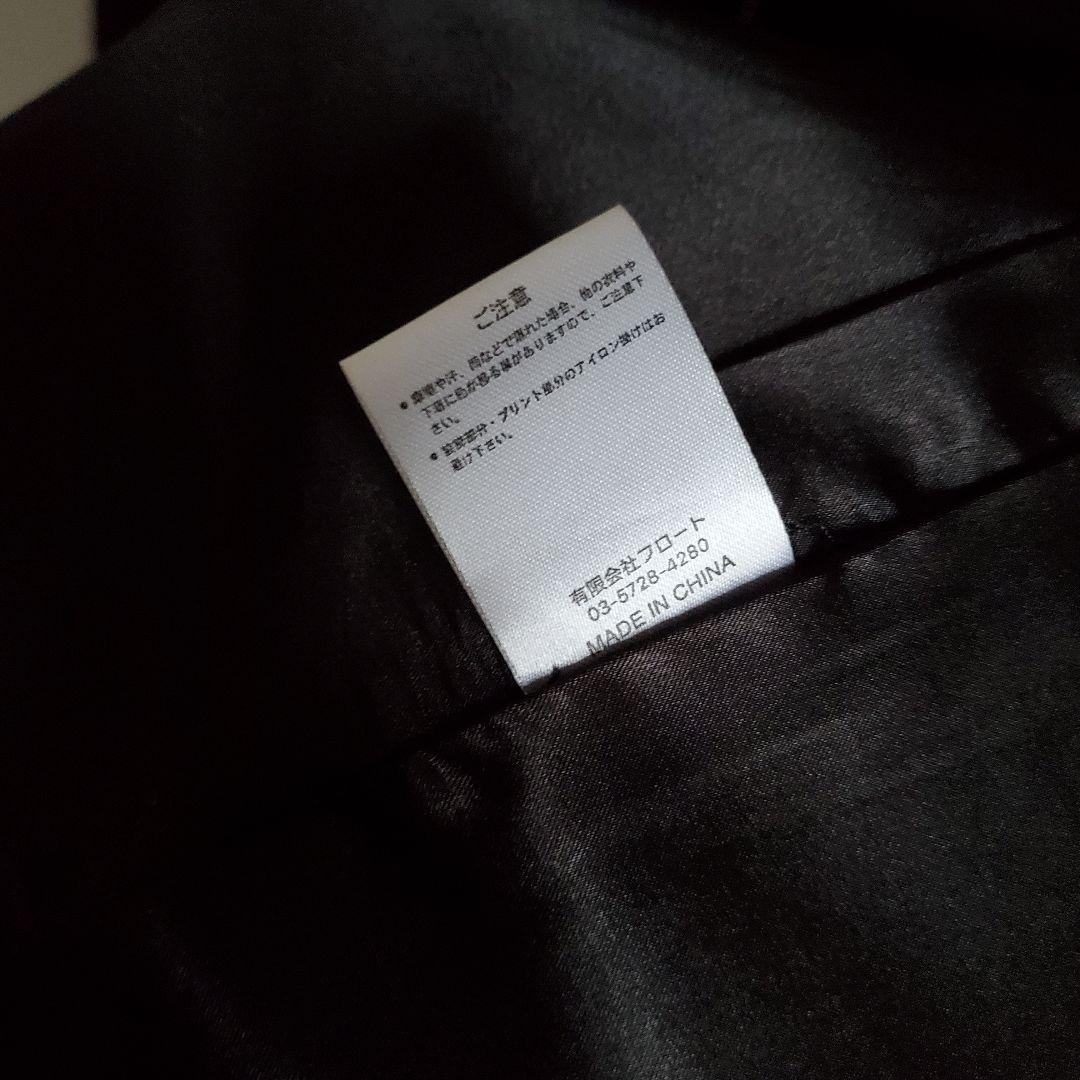 ご注意
● 摩擦や汗、雨などで濡れた場合、他の衣料や
下着に色が移る事がありますので、ご注意下
さい。
● 装飾部分・プリント部分のアイロン掛けはお
避け下さい。
有限会社フロート
03-5728-4280
MADE IN CHINA